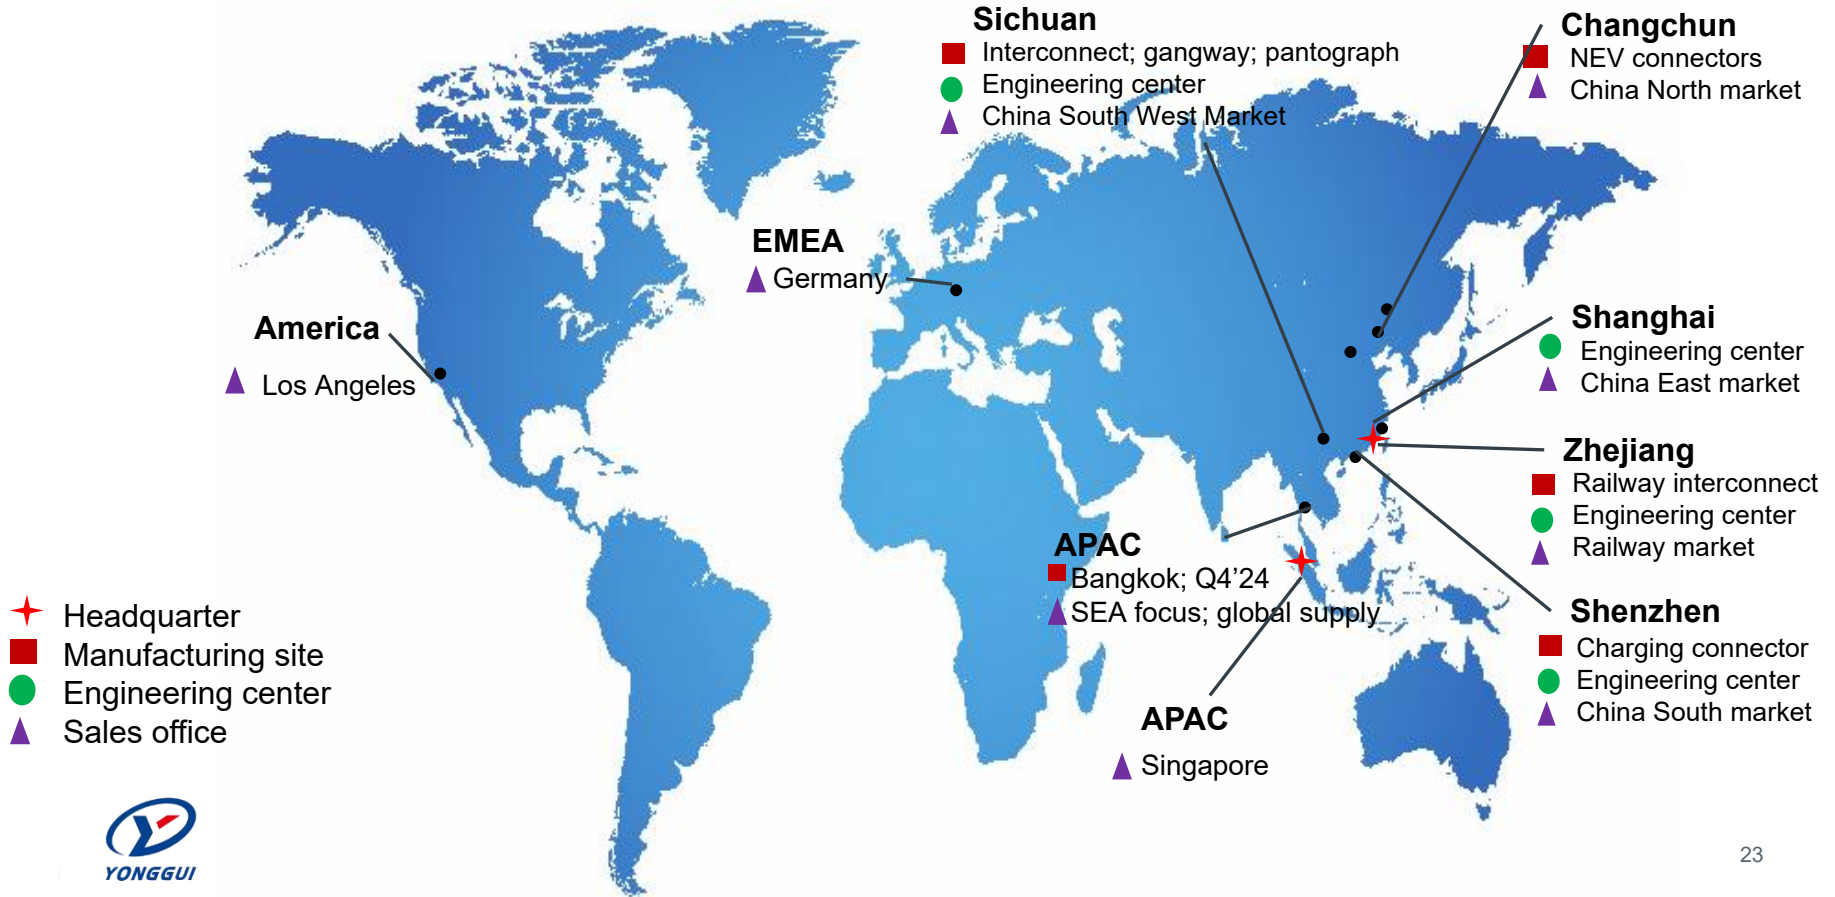 Sichuan
Interconnect; gangway; pantograph
Engineering center
China South West Market
Changchun
NEV connectors
China North market
EMEA
Germany
America
Los Angeles
Shanghai
Engineering center
China East market
Zhejiang
Railway interconnect
Engineering center
Railway market
APAC
Bangkok; Q4’24
SEA focus; global supply
Shenzhen
Charging connector
Engineering center
China South market
APAC
Singapore
Headquarter
Manufacturing site
Engineering center
Sales office
YONGGUI
23